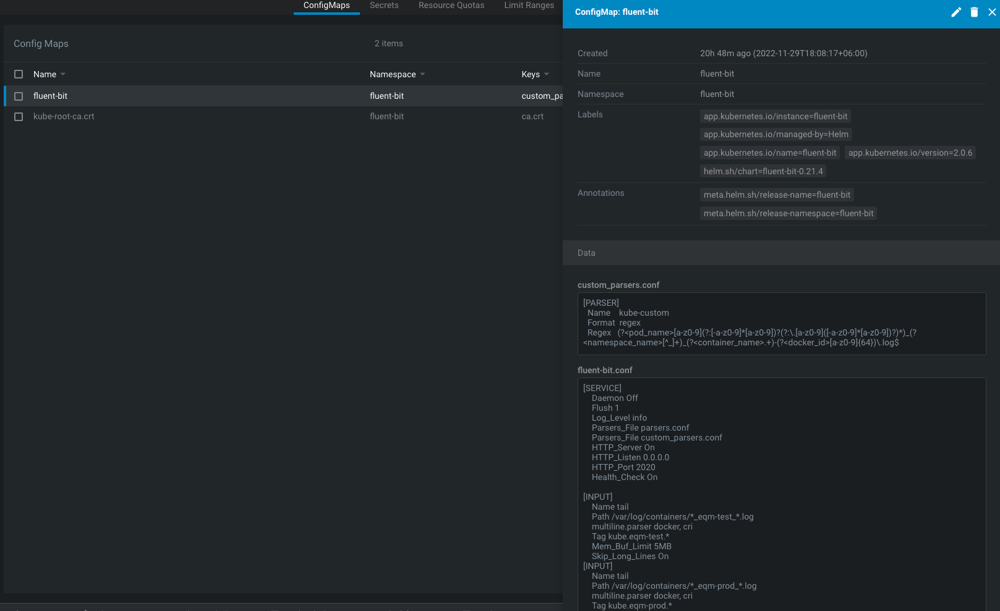 ConfigMaps Secrets Resource Quotas Limit Ranges
Config Maps 2 items
Name Namespace Keys
fluent-bit fluent-bit custom_pa
kube-root-ca.crt fluent-bit ca.crt
ConfigMap: fluent-bit
Created 20h 48m ago (2022-11-29T18:08:17+06:00)
Name fluent-bit
Namespace fluent-bit
Labels app.kubernetes.io/instance=fluent-bit
app.kubernetes.io/managed-by=Helm
app.kubernetes.io/name=fluent-bit app.kubernetes.io/version=2.0.6
helm.sh/chart=fluent-bit-0.21.4
Annotations meta.helm.sh/release-name=fluent-bit
meta.helm.sh/release-namespace=fluent-bit
Data
custom_parsers.conf
[PARSER]
Name kube-custom
Format regex
Regex (?<pod_name>[a-z0-9](?:[-a-z0-9]*[a-z0-9])?(?:\.[a-z0-9]([-a-z0-9]*[a-z0-9])?)*)_(?
<namespace_name>[^_]+)_(?<container_name>.+)-(?<docker_id>[a-z0-9]{64})\.log$
fluent-bit.conf
[SERVICE]
Daemon Off
Flush 1
Log_Level info
Parsers_File parsers.conf
Parsers_File custom_parsers.conf
HTTP_Server On
HTTP_Listen 0.0.0.0
HTTP_Port 2020
Health_Check On
[INPUT]
Name tail
Path /var/log/containers/*_eqm-test_*.log
multiline.parser docker, cri
Tag kube.eqm-test.*
Mem_Buf_Limit 5MB
Skip_Long_Lines On
[INPUT]
Name tail
Path /var/log/containers/*_eqm-prod_*.log
multiline.parser docker, cri
Tag kube.eqm-prod.*